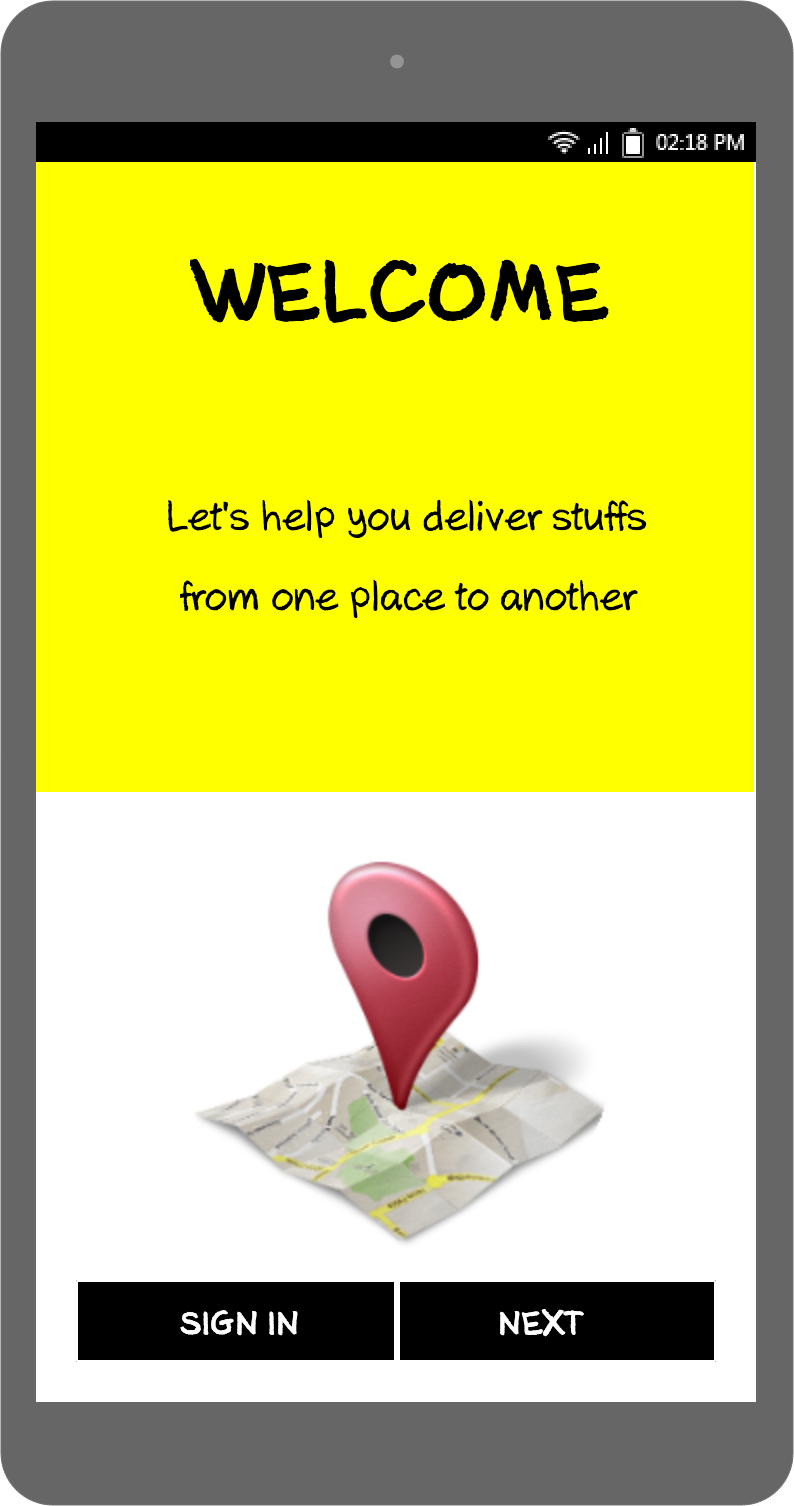 02:18 PM
WELCOME
Let's help you deliver stuffs
from one place to another
SIGN IN
NEXT